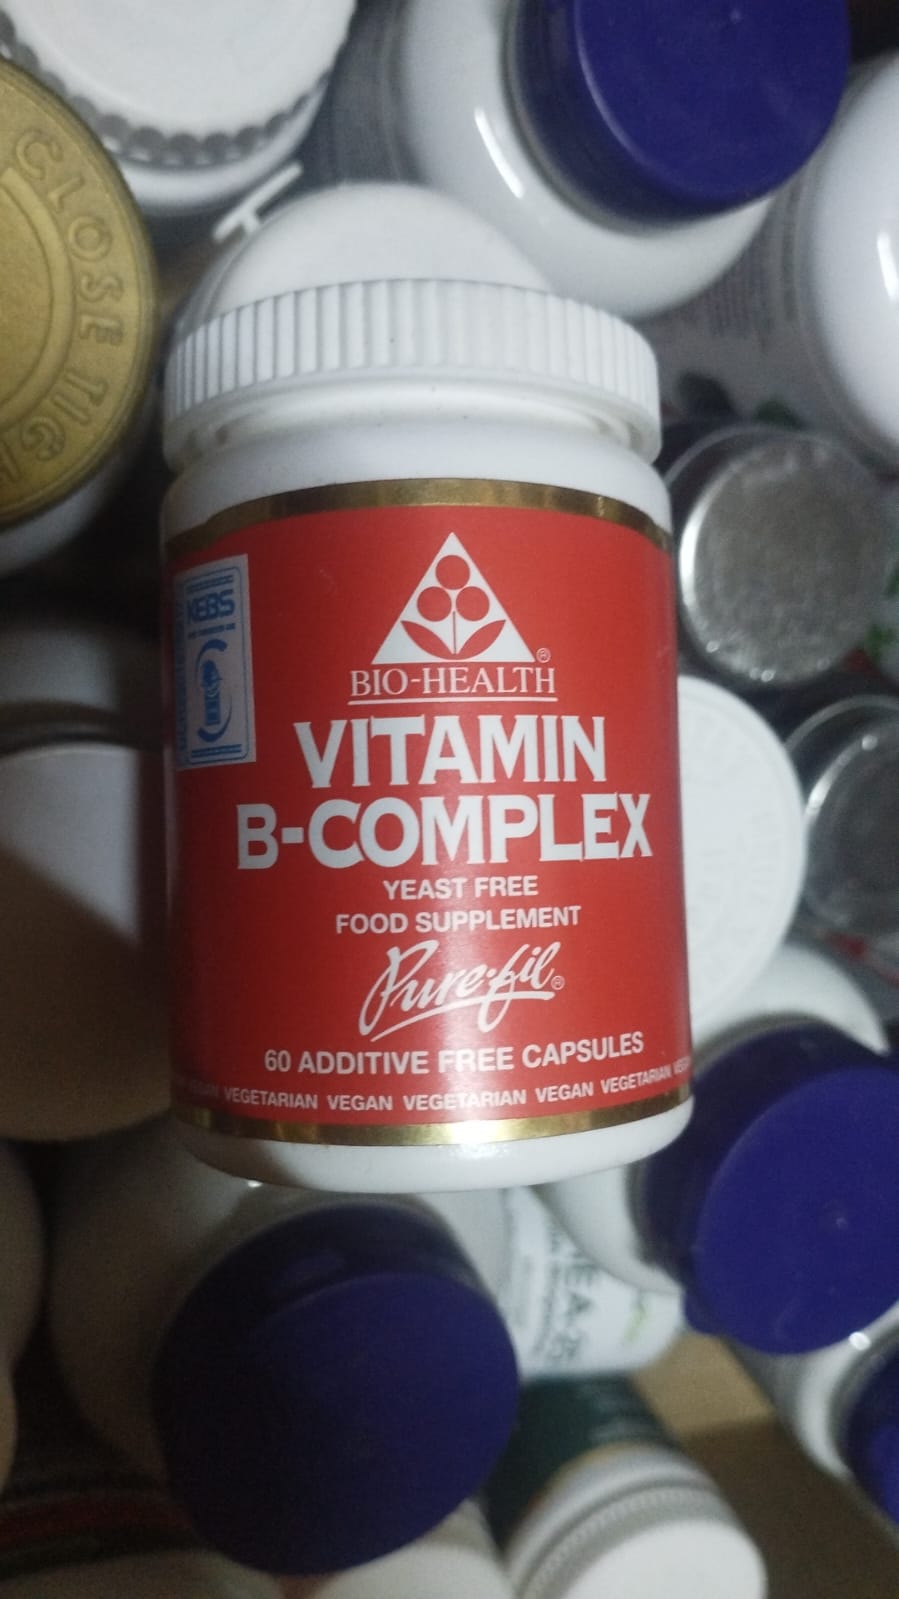 CLOSE TIG
KEBS
BIO-HEALTH®
VITAMIN
B-COMPLEX
YEAST FREE
FOOD SUPPLEMENT
Pure-fil®
60 ADDITIVE FREE CAPSULES
VEGETARIAN VEGAN VEGETARIAN VEGAN VEGETARIAN